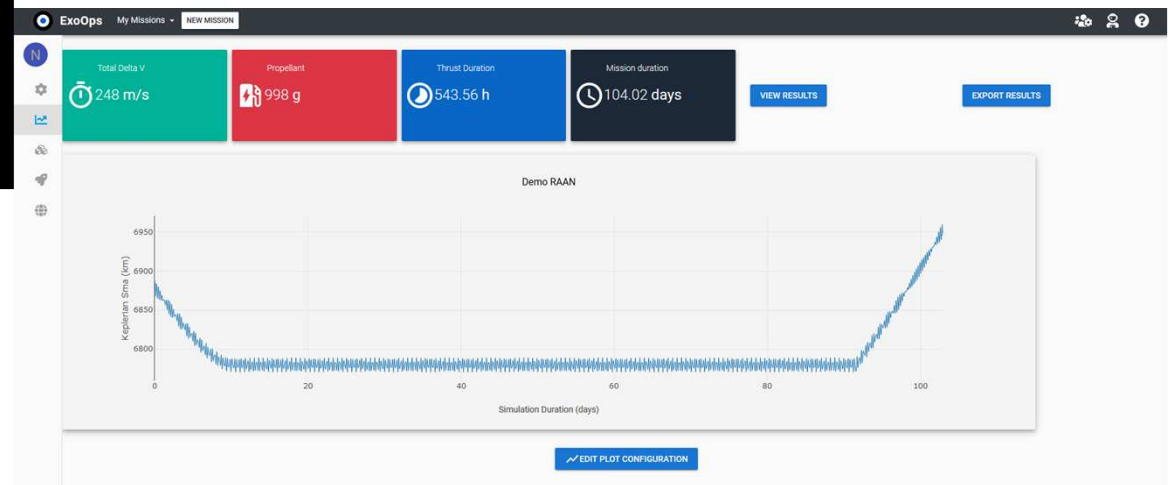 ExoOps My Missions NEW MISSION
N
Total Delta V
248 m/s
Propellant
998 g
Thrust Duration
543.56 h
Mission duration
104.02 days
VIEW RESULTS
EXPORT RESULTS
Demo RAAN
Keplerian Sma (km)
6950
6900
6850
6800
0 20 40 60 80 100
Simulation Duration (days)
EDIT PLOT CONFIGURATION